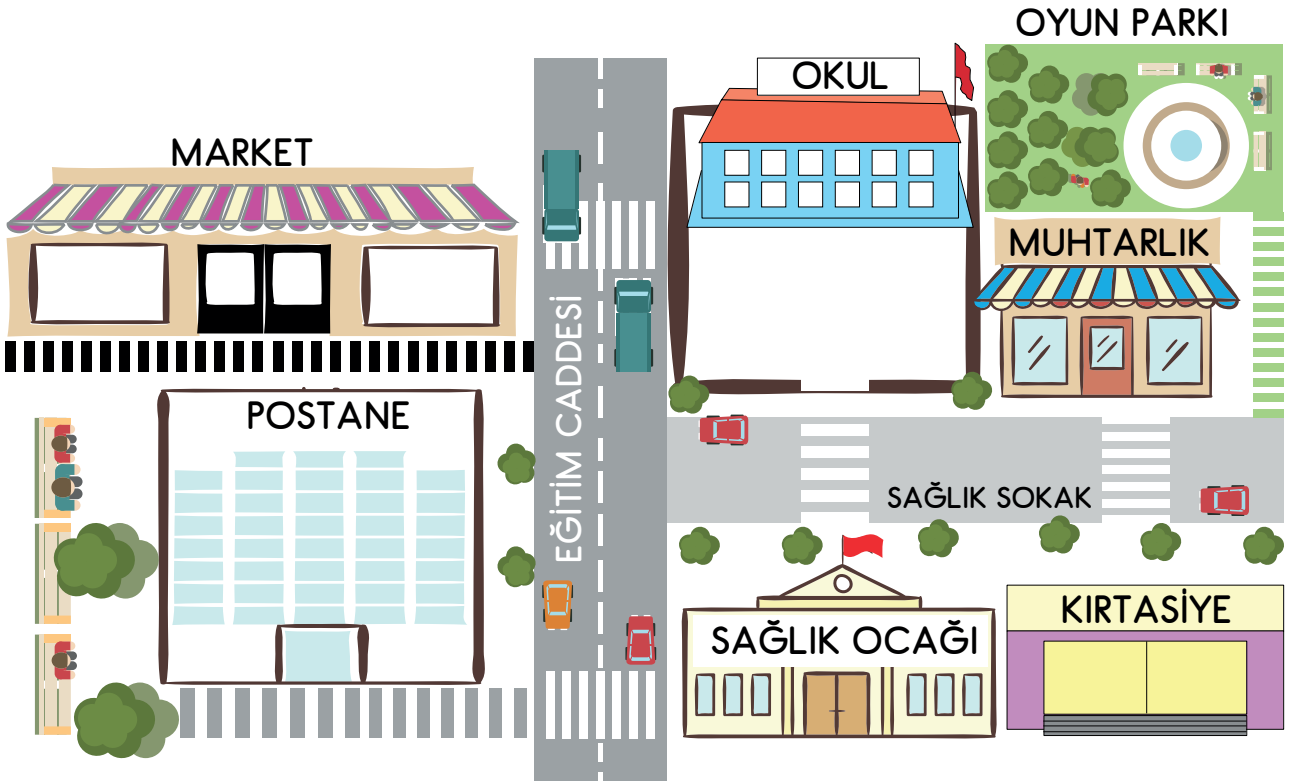 OYUN PARKI
OKUL
MARKET
MUHTARLIK
EĞİTİM CADDESİ
POSTANE
SAĞLIK SOKAK
KIRTASİYE
SAĞLIK OCAĞI